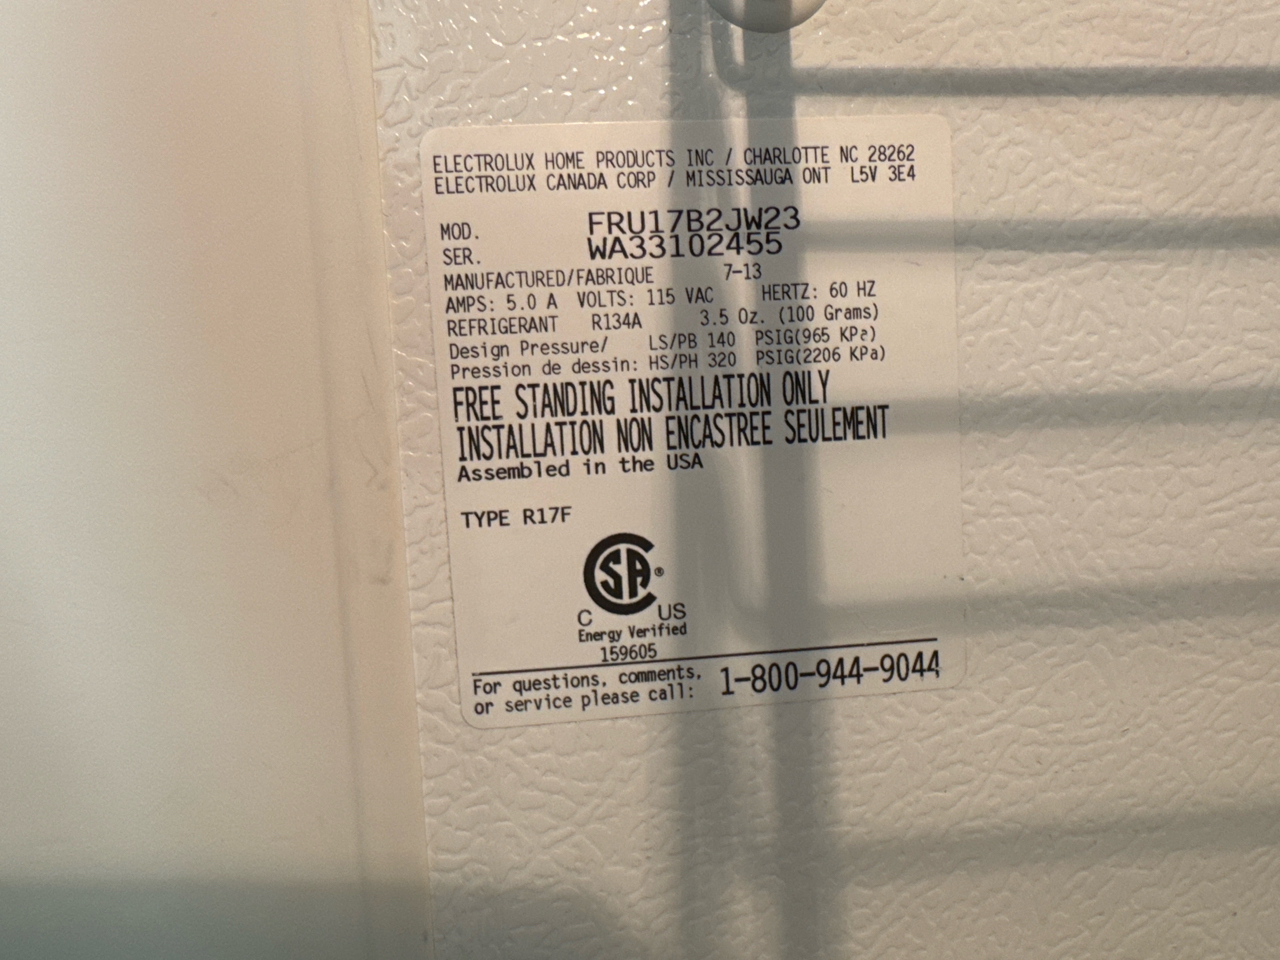 ELECTROLUX HOME PRODUCTS INC / CHARLOTTE NC 28262
ELECTROLUX CANADA CORP / MISSISSAUGA ONT L5V 3E4
MOD. FRU17B2JW23
SER. WA33102455
MANUFACTURED/FABRIQUE 7-13
AMPS: 5.0 A VOLTS: 115 VAC HERTZ: 60 HZ
REFRIGERANT R134A 3.5 Oz. (100 Grams)
Design Pressure/ LS/PB 140 PSIG(965 KPa)
Pression de dessin: HS/PH 320 PSIG(2206 KPa)
FREE STANDING INSTALLATION ONLY
INSTALLATION NON ENCASTREE SEULEMENT
Assembled in the USA
TYPE R17F
CSA®
C US
Energy Verified
159605
For questions, comments,
or service please call: 1-800-944-9044